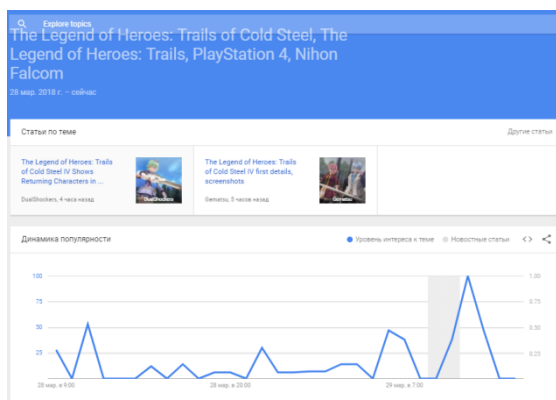 Explore topics
The Legend of Heroes: Trails of Cold Steel, The
Legend of Heroes: Trails, PlayStation 4, Nihon
Falcom
28 мар. 2018 г. – сейчас
Статьи по теме
Другие статьи
The Legend of Heroes: Trails
of Cold Steel IV Shows
Returning Characters in ...
DualShockers, 4 часа назад
DualShockers
The Legend of Heroes: Trails
of Cold Steel IV first details,
screenshots
Gematsu, 5 часов назад
Gematsu
Динамика популярности
Уровень интереса к теме
Новостные статьи
100
75
50
25
1.00
0.75
0.50
0.25
28 мар. в 9:00
28 мар. в 20:00
29 мар. в 7:00